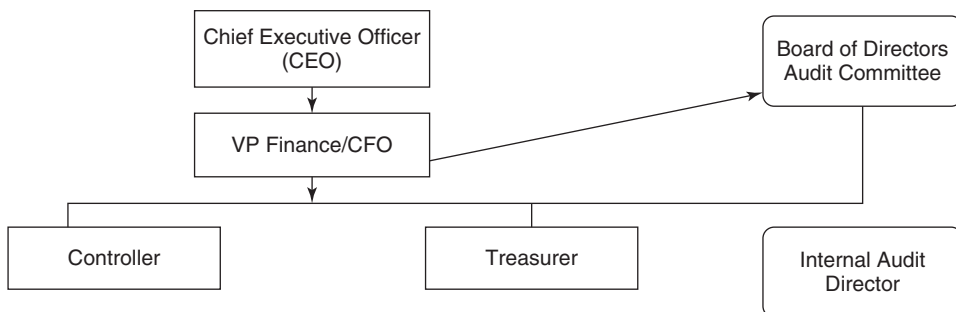 Chief Executive Officer
(CEO)
Board of Directors
Audit Committee
VP Finance/CFO
Controller
Treasurer
Internal Audit
Director